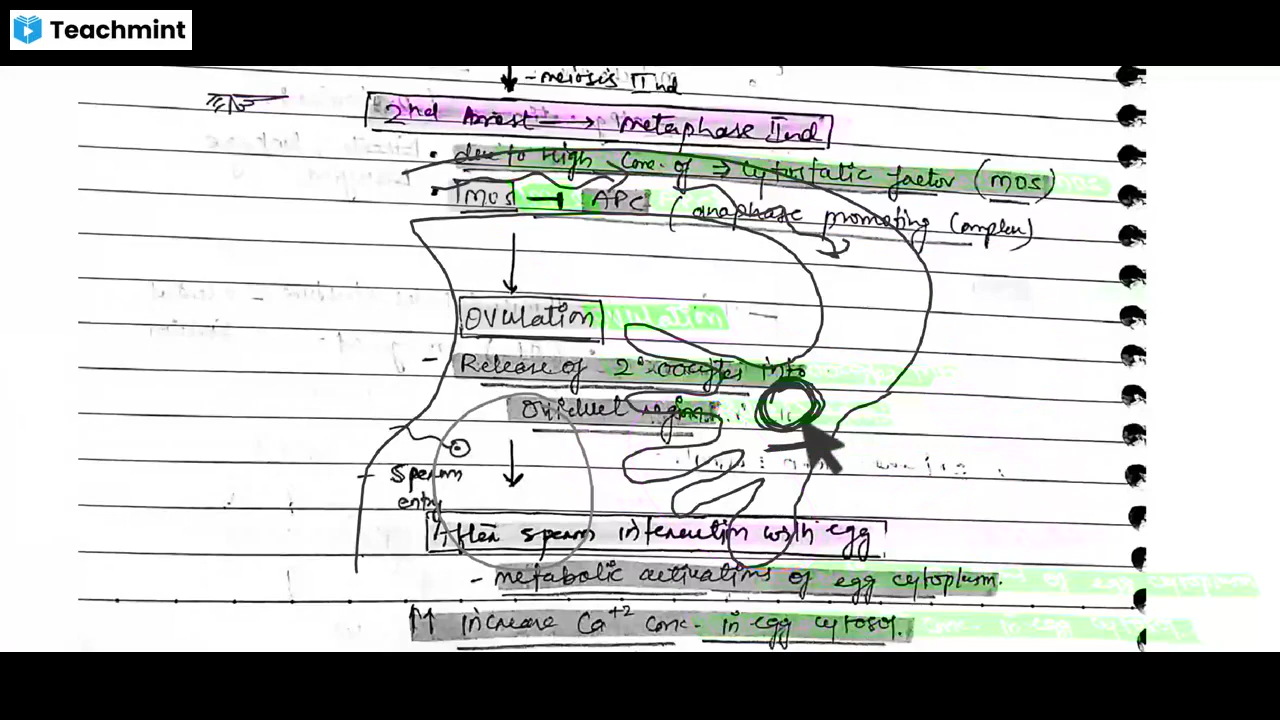 Teachmint
- meiosis IInd
2nd Arrest → metaphase IInd
• due to High conc. of ⇒ cytostatic factor (MOS)
• MOS ⊣ APC (anaphase promoting complex)
OVulation
- Release of 2° oocytes into
Oviduct region.
- sperm
entry
After sperm interaction with egg
- metabolic activations of egg cytoplasm.
↑↑ increase Ca+2 conc. in egg cytosol.